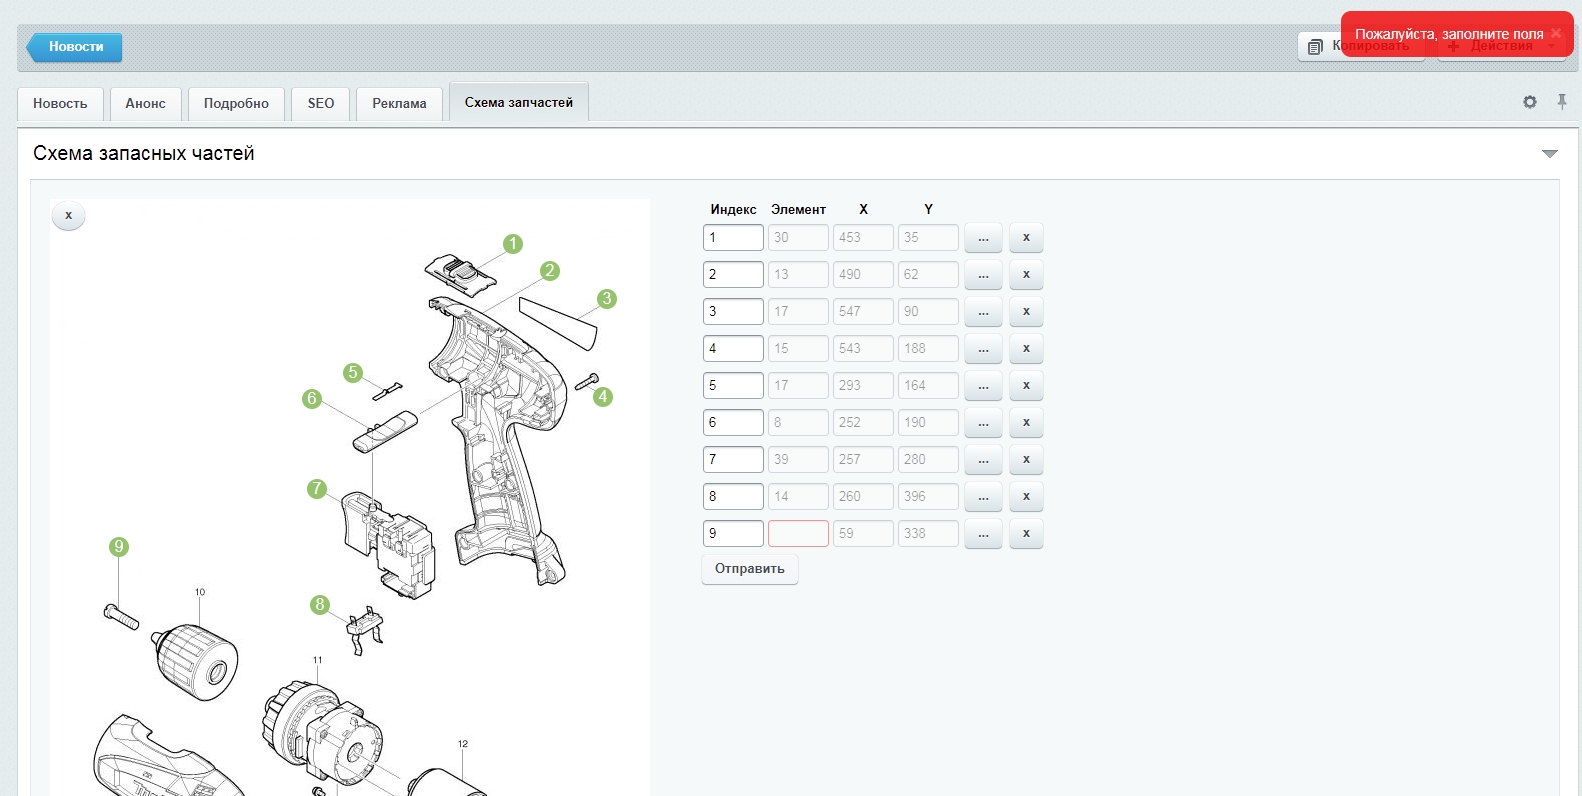 Новости
Копировать
Действия
Пожалуйста, заполните поля ×
Новость Анонс Подробно SEO Реклама Схема запчастей
Схема запасных частей
x
Индекс Элемент X Y
1 30 453 35 ... x
2 13 490 62 ... x
3 17 547 90 ... x
4 15 543 188 ... x
5 17 293 164 ... x
6 8 252 190 ... x
7 39 257 280 ... x
8 14 260 396 ... x
9 59 338 ... x
Отправить
1
2
3
5
4
6
7
9
10
8
11
12